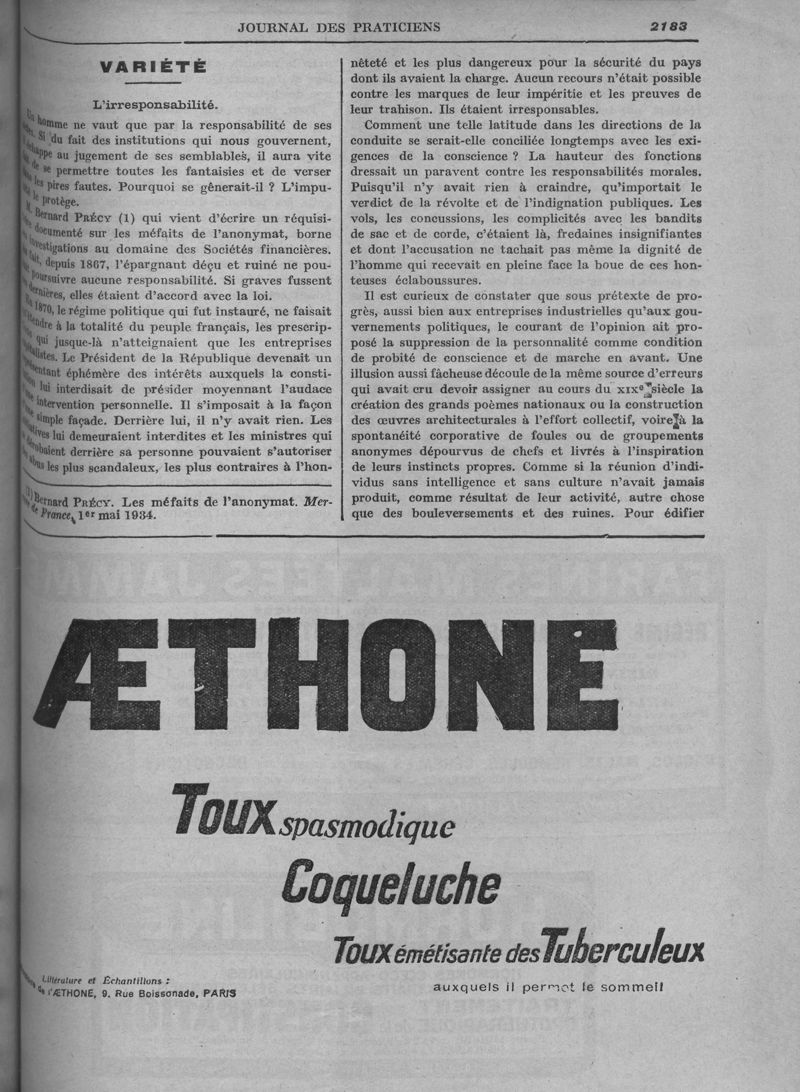 JOURNAL DES PRATICIENS
2183
VARIÉTÉ
L'irresponsabilité.
Un homme ne vaut que par la responsabilité de ses
Si du fait des institutions qui nous gouvernent,
échappe au jugement de ses semblables, il aura vite
de se permettre toutes les fantaisies et de verser
les pires fautes. Pourquoi se gênerait-il ? L'impu-
le protège.
M. Bernard PRÉCY (1) qui vient d'écrire un réquisi-
documenté sur les méfaits de l'anonymat, borne
investigations au domaine des Sociétés financières.
fait, depuis 1867, l'épargnant déçu et ruiné ne pou-
poursuivre aucune responsabilité. Si graves fussent
dernières, elles étaient d'accord avec la loi.
1870, le régime politique qui fut instauré, ne faisait
à la totalité du peuple français, les prescrip-
qui jusque-là n'atteignaient que les entreprises
Le Président de la République devenait un
éphémère des intérêts auxquels la consti-
lui interdisait de présider moyennant l'audace
intervention personnelle. Il s'imposait à la façon
simple façade. Derrière lui, il n'y avait rien. Les
lui demeuraient interdites et les ministres qui
derrière sa personne pouvaient s'autoriser
les plus scandaleux, les plus contraires à l'hon-
(1) Bernard PRÉCY. Les méfaits de l'anonymat. Mer-
de France, 1er mai 1934.
nêteté et les plus dangereux pour la sécurité du pays
dont ils avaient la charge. Aucun recours n'était possible
contre les marques de leur impéritie et les preuves de
leur trahison. Ils étaient irresponsables.
Comment une telle latitude dans les directions de la
conduite se serait-elle conciliée longtemps avec les exi-
gences de la conscience ? La hauteur des fonctions
dressait un paravent contre les responsabilités morales.
Puisqu'il n'y avait rien à craindre, qu'importait le
verdict de la révolte et de l'indignation publiques. Les
vols, les concussions, les complicités avec les bandits
de sac et de corde, c'étaient là, fredaines insignifiantes
et dont l'accusation ne tachait pas même la dignité de
l'homme qui recevait en pleine face la boue de ces hon-
teuses éclaboussures.
Il est curieux de constater que sous prétexte de pro-
grès, aussi bien aux entreprises industrielles qu'aux gou-
vernements politiques, le courant de l'opinion ait pro-
posé la suppression de la personnalité comme condition
de probité de conscience et de marche en avant. Une
illusion aussi fâcheuse découle de la même source d'erreurs
qui avait cru devoir assigner au cours du XIXe siècle la
création des grands poèmes nationaux ou la construction
des œuvres architecturales à l'effort collectif, voire à la
spontanéité corporative de foules ou de groupements
anonymes dépourvus de chefs et livrés à l'inspiration
de leurs instincts propres. Comme si la réunion d'indi-
vidus sans intelligence et sans culture n'avait jamais
produit, comme résultat de leur activité, autre chose
que des bouleversements et des ruines. Pour édifier
ÆTHONE
Toux spasmodique
Coqueluche
Toux émétisante des Tuberculeux
auxquels il permet le sommeil
Littérature et Échantillons :
l'ÆTHONE, 9, Rue Boissonade, PARIS